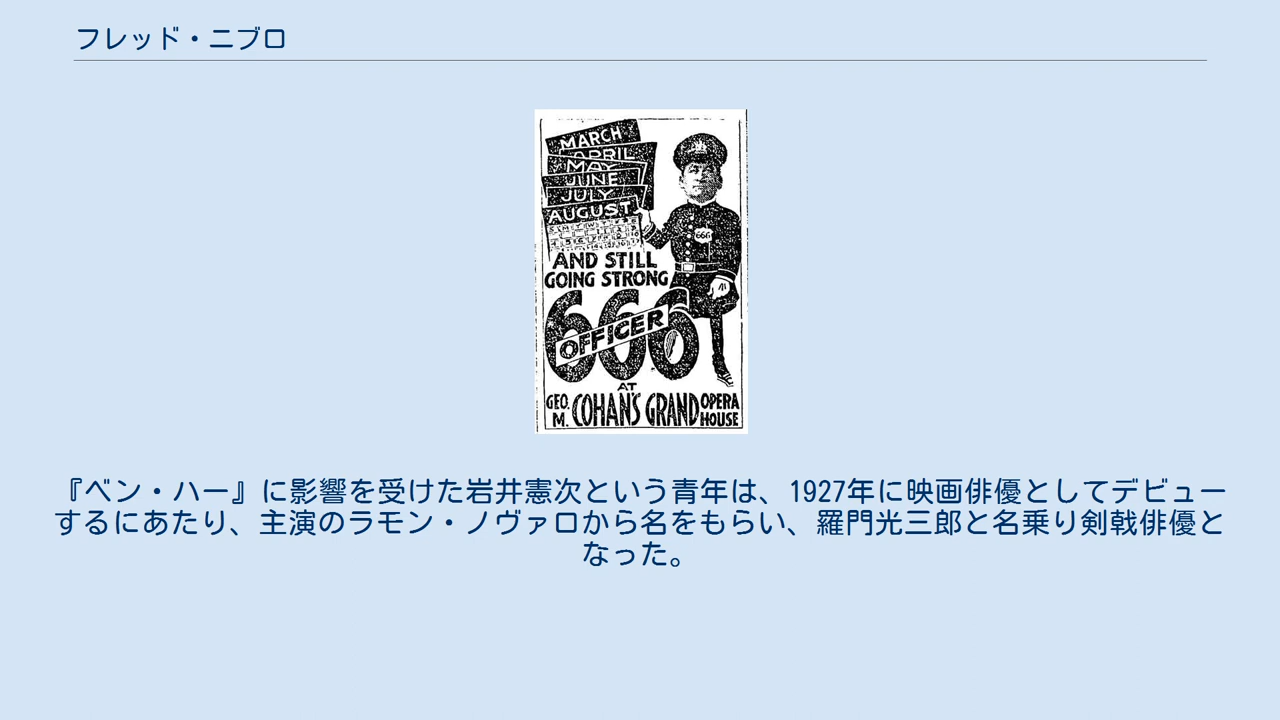 フレッド・ニブロ
MARCH
APRIL
MAY
JUNE
JULY
AUGUST
AND STILL
GOING STRONG
666
OFFICER
666
AT
GEO. M. COHAN'S GRAND OPERA HOUSE
『ベン・ハー』に影響を受けた岩井憲次という青年は、1927年に映画俳優としてデビュー
するにあたり、主演のラモン・ノヴァロから名をもらい、羅門光三郎と名乗り剣戟俳優と
なった。